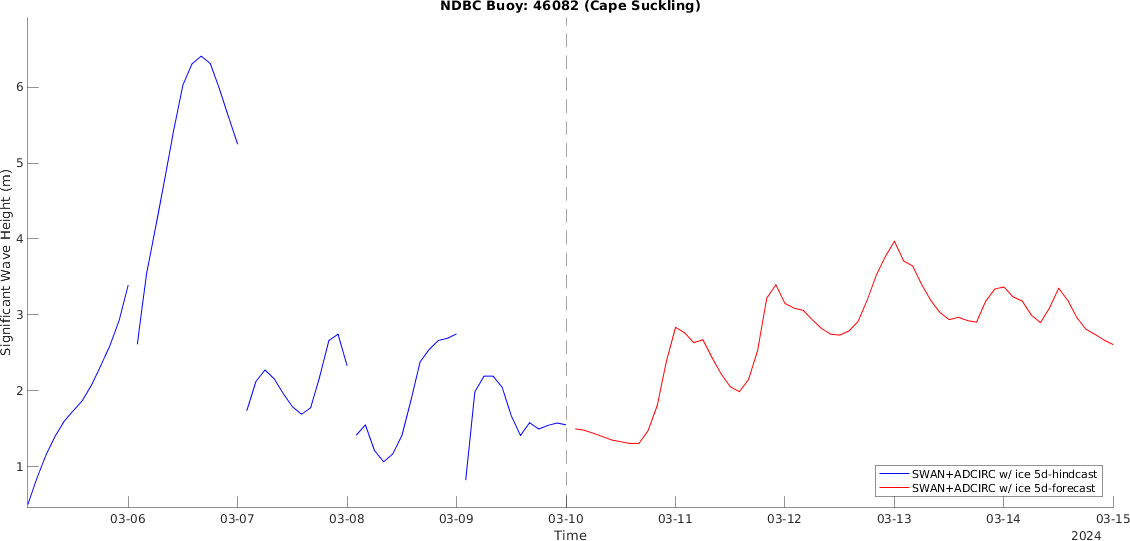 NDBC Buoy: 46082 (Cape Suckling)
Significant Wave Height (m)
6
5
4
3
2
1
SWAN+ADCIRC w/ ice 5d-hindcast
SWAN+ADCIRC w/ ice 5d-forecast
03-06 03-07 03-08 03-09 03-10 03-11 03-12 03-13 03-14 03-15
Time
2024